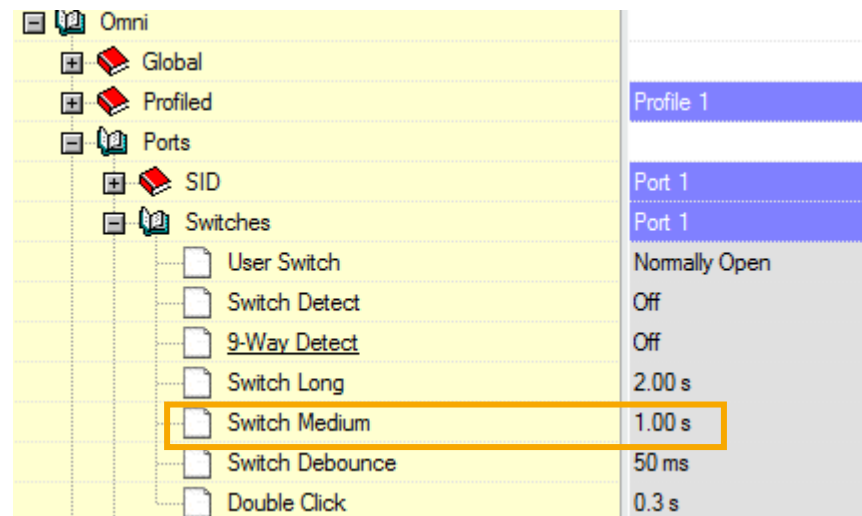 Omni
Global
Profiled Profile 1
Ports
SID Port 1
Switches Port 1
User Switch Normally Open
Switch Detect Off
9-Way Detect Off
Switch Long 2.00 s
Switch Medium 1.00 s
Switch Debounce 50 ms
Double Click 0.3 s